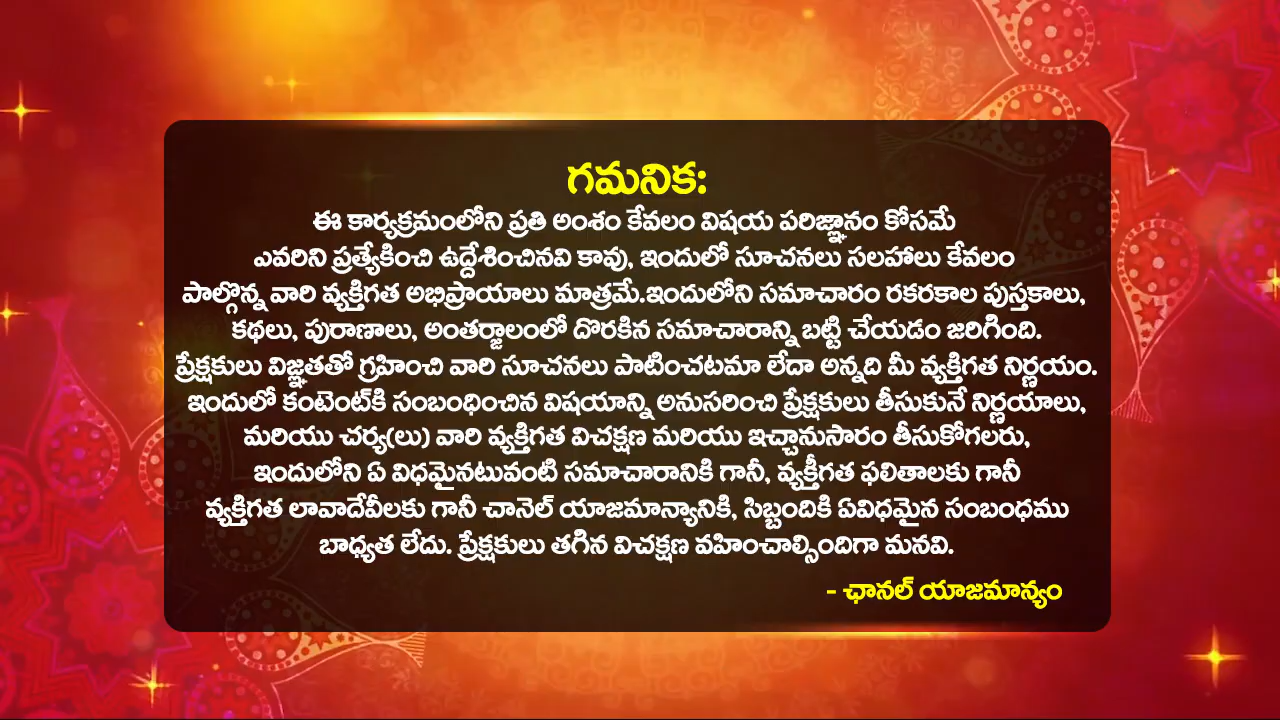 గమనిక:
ఈ కార్యక్రమంలోని ప్రతి అంశం కేవలం విషయ పరిజ్ఞానం కోసమే
ఎవరిని ప్రత్యేకించి ఉద్దేశించినవి కావు, ఇందులో సూచనలు సలహాలు కేవలం
పాల్గొన్న వారి వ్యక్తిగత అభిప్రాయాలు మాత్రమే.ఇందులోని సమాచారం రకరకాల పుస్తకాలు,
కథలు, పురాణాలు, అంతర్జాలంలో దొరకిన సమాచారాన్ని బట్టి చేయడం జరిగింది.
ప్రేక్షకులు విజ్ఞతతో గ్రహించి వారి సూచనలు పాటించటమా లేదా అన్నది మీ వ్యక్తిగత నిర్ణయం.
ఇందులో కంటెంట్‌కి సంబంధించిన విషయాన్ని అనుసరించి ప్రేక్షకులు తీసుకునే నిర్ణయాలు,
మరియు చర్య(లు) వారి వ్యక్తిగత విచక్షణ మరియు ఇచ్చానుసారం తీసుకోగలరు,
ఇందులోని ఏ విధమైనటువంటి సమాచారానికి గానీ, వ్యక్తీగత ఫలితాలకు గానీ
వ్యక్తిగత లావాదేవీలకు గానీ చానెల్ యాజమాన్యానికి, సిబ్బందికి ఏవిధమైన సంబంధము
బాధ్యత లేదు. ప్రేక్షకులు తగిన విచక్షణ వహించాల్సిందిగా మనవి.
- ఛానల్ యాజమాన్యం